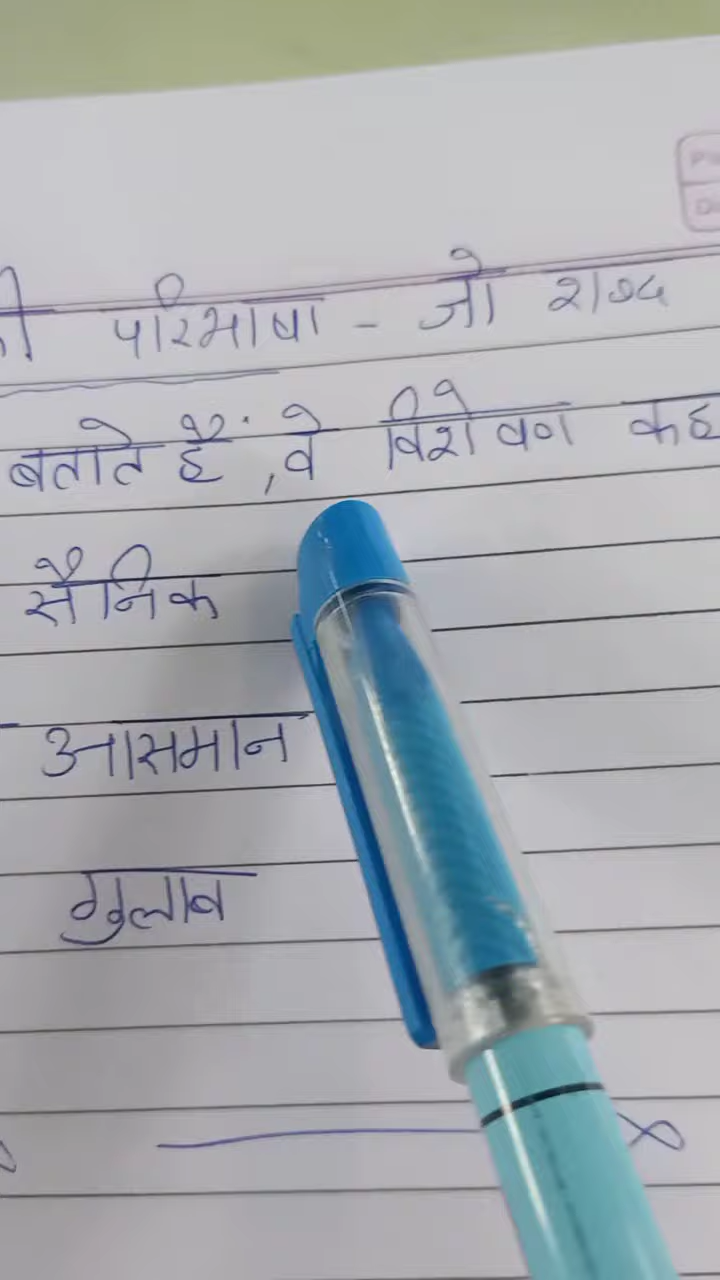 की परिभाषा - जो शब्द
बताते हैं, वे विशेषण कह
सैनिक
आसमान
गुलाब